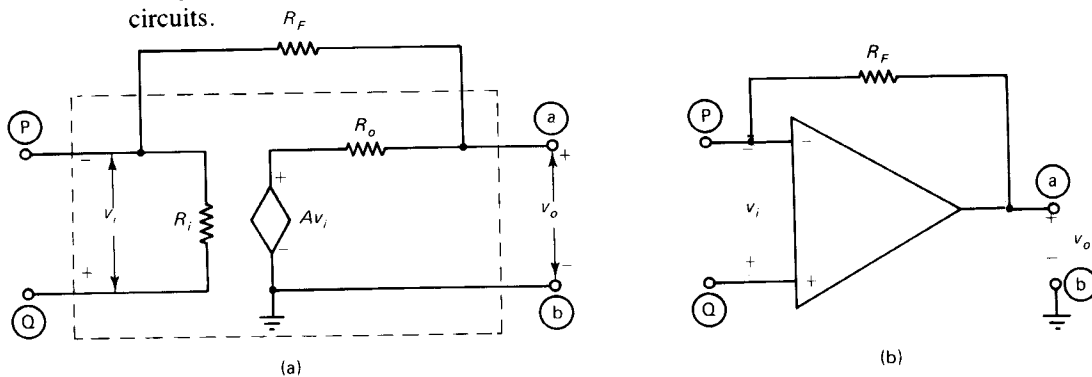 circuits.
R_F
P
−
v_i
+
Q
R_i
+
Av_i
−
R_o
a
+
v_o
−
b
(a)
R_F
P
−
v_i
+
Q
−
+
a
+
v_o
−
b
(b)